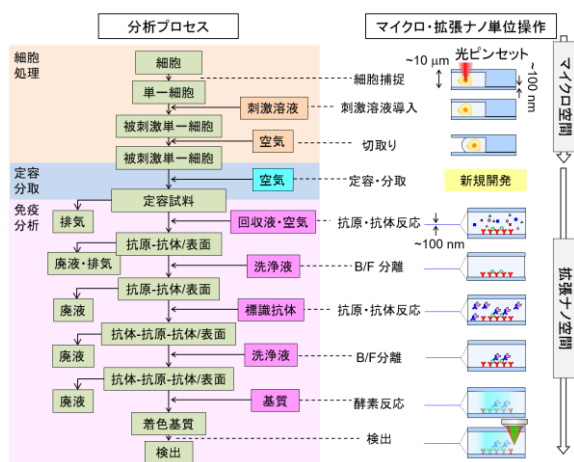 分析プロセス
マイクロ・拡張ナノ単位操作
細胞
処理
細胞
単一細胞
刺激溶液
被刺激単一細胞
空気
被刺激単一細胞
細胞捕捉
刺激溶液導入
切取り
~10 μm
光ピンセット
~100 nm
マイクロ空間
定容
分取
空気
定容・分取
新規開発
免疫
分析
定容試料
排気
回収液・空気
抗原・抗体反応
~100 nm
抗原-抗体/表面
廃液・排気
洗浄液
B/F 分離
抗原-抗体/表面
廃液
標識抗体
抗原・抗体反応
抗体-抗原-抗体/表面
廃液
洗浄液
B/F分離
抗体-抗原-抗体/表面
廃液
基質
酵素反応
着色基質
検出
検出
拡張ナノ空間